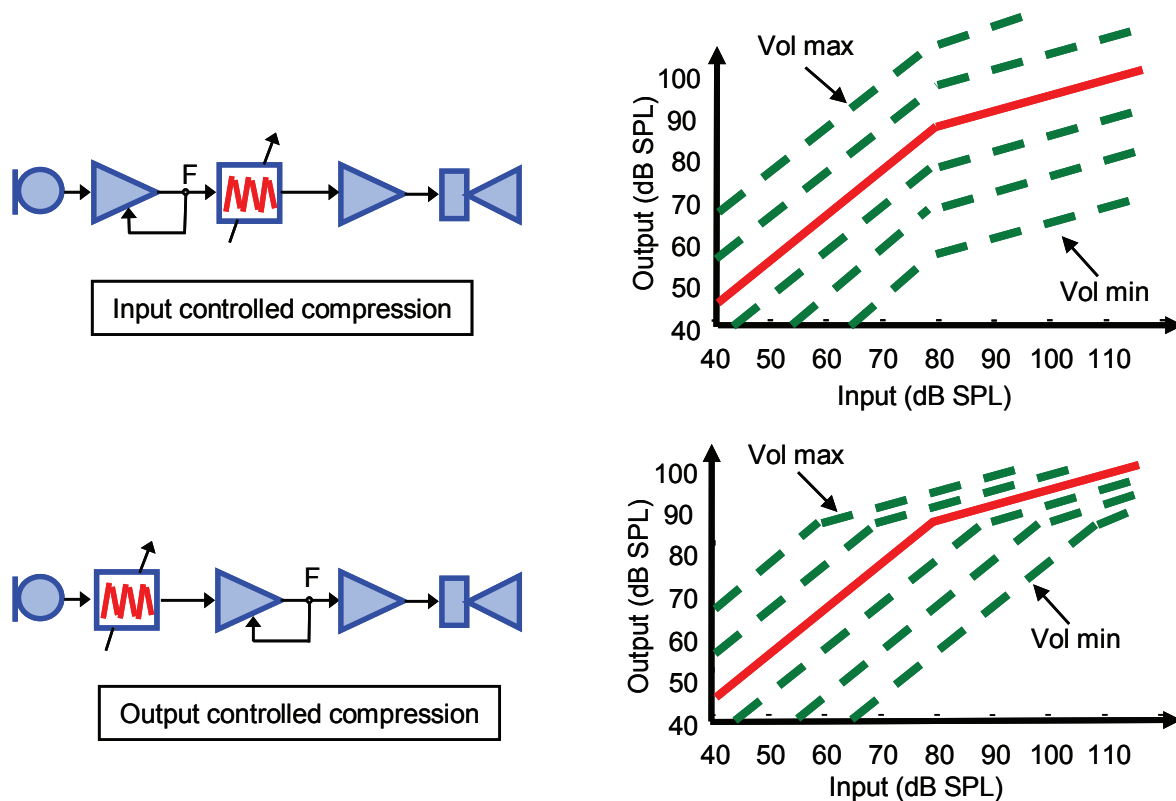 F
Input controlled compression
Vol max
Vol min
Output (dB SPL)
100
90
80
70
60
50
40
40 50 60 70 80 90 100 110
Input (dB SPL)
F
Output controlled compression
Vol max
Vol min
Output (dB SPL)
100
90
80
70
60
50
40
40 50 60 70 80 90 100 110
Input (dB SPL)